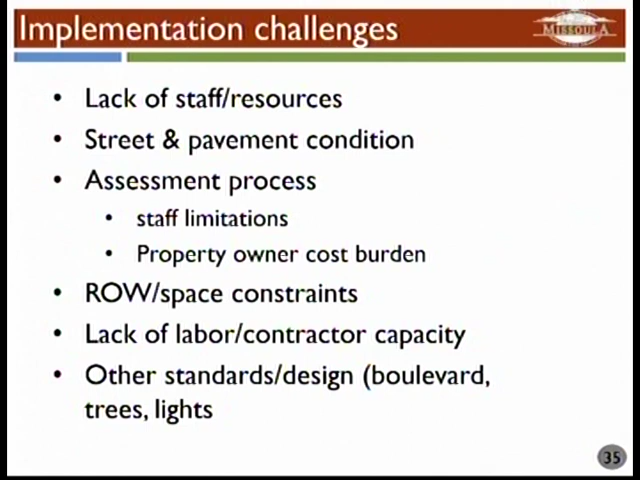 Implementation challenges
MISSOULA
• Lack of staff/resources
• Street & pavement condition
• Assessment process
• staff limitations
• Property owner cost burden
• ROW/space constraints
• Lack of labor/contractor capacity
• Other standards/design (boulevard,
trees, lights
35